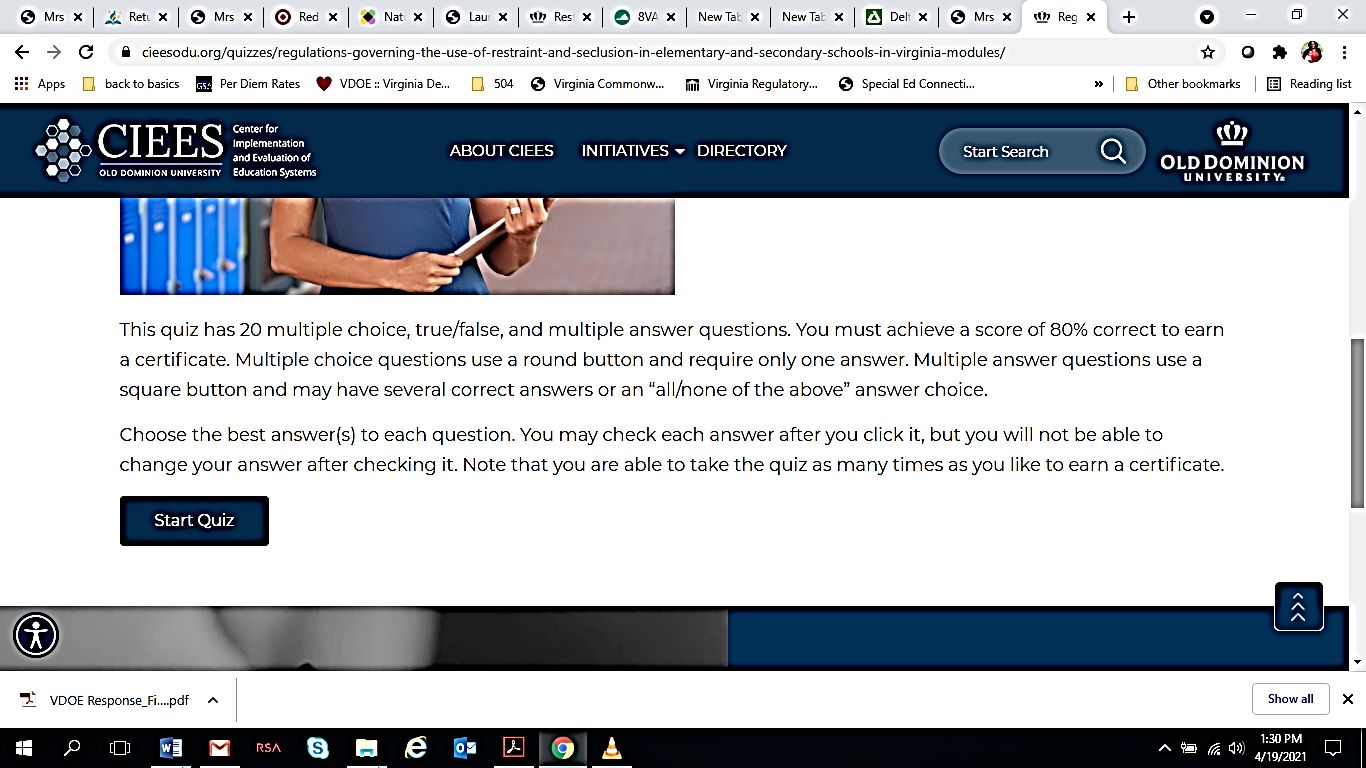 Mrs
Retu
Mrs
Red
Natu
Laur
Rest
8VA
New Tab
New Tab
Delt
Mrs
Reg
cieesodu.org/quizzes/regulations-governing-the-use-of-restraint-and-seclusion-in-elementary-and-secondary-schools-in-virginia-modules/
Apps back to basics GSA Per Diem Rates VDOE :: Virginia De... 504 Virginia Commonw... Virginia Regulatory... Special Ed Connecti... » Other bookmarks Reading list
CIEES
OLD DOMINION UNIVERSITY
Center for
Implementation
and Evaluation of
Education Systems
ABOUT CIEES INITIATIVES DIRECTORY
Start Search
OLD DOMINION
UNIVERSITY
This quiz has 20 multiple choice, true/false, and multiple answer questions. You must achieve a score of 80% correct to earn
a certificate. Multiple choice questions use a round button and require only one answer. Multiple answer questions use a
square button and may have several correct answers or an “all/none of the above” answer choice.
Choose the best answer(s) to each question. You may check each answer after you click it, but you will not be able to
change your answer after checking it. Note that you are able to take the quiz as many times as you like to earn a certificate.
Start Quiz
VDOE Response_Fi....pdf
Show all
RSA
1:30 PM
4/19/2021